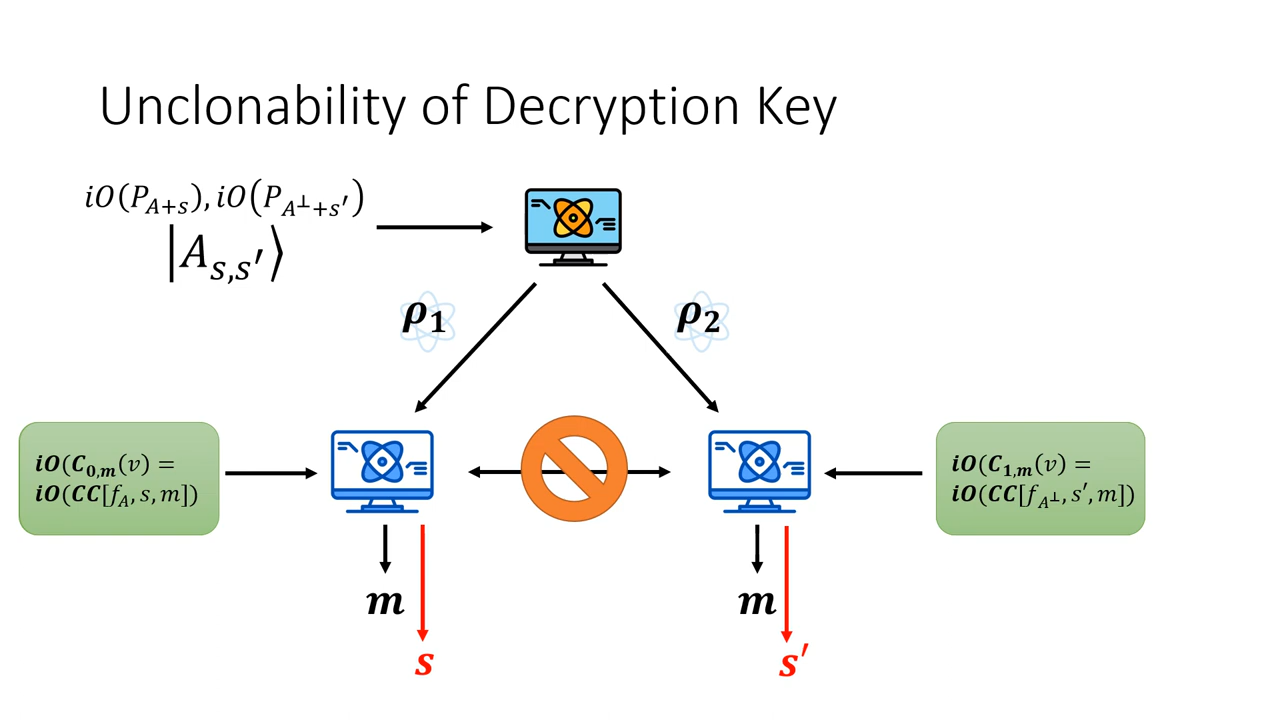 Unclonability of Decryption Key
iO(P_{A+s}), iO(P_{A^⊥+s′})
|A_{s,s′}⟩
ρ₁
ρ₂
iO(C_{0,m}(v) =
iO(CC[f_A, s, m])
iO(C_{1,m}(v) =
iO(CC[f_{A^⊥}, s′, m])
m
m
s
s′